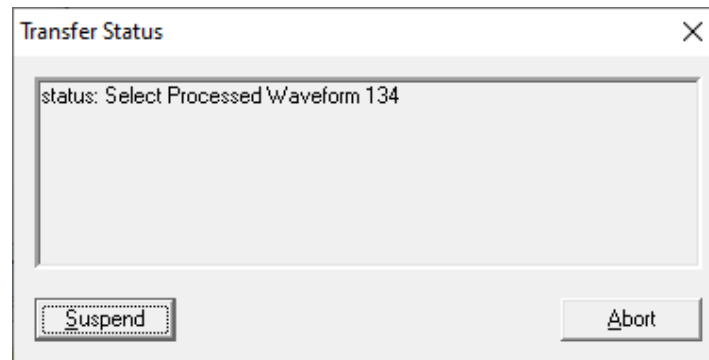 Transfer Status
status: Select Processed Waveform 134
Suspend
Abort